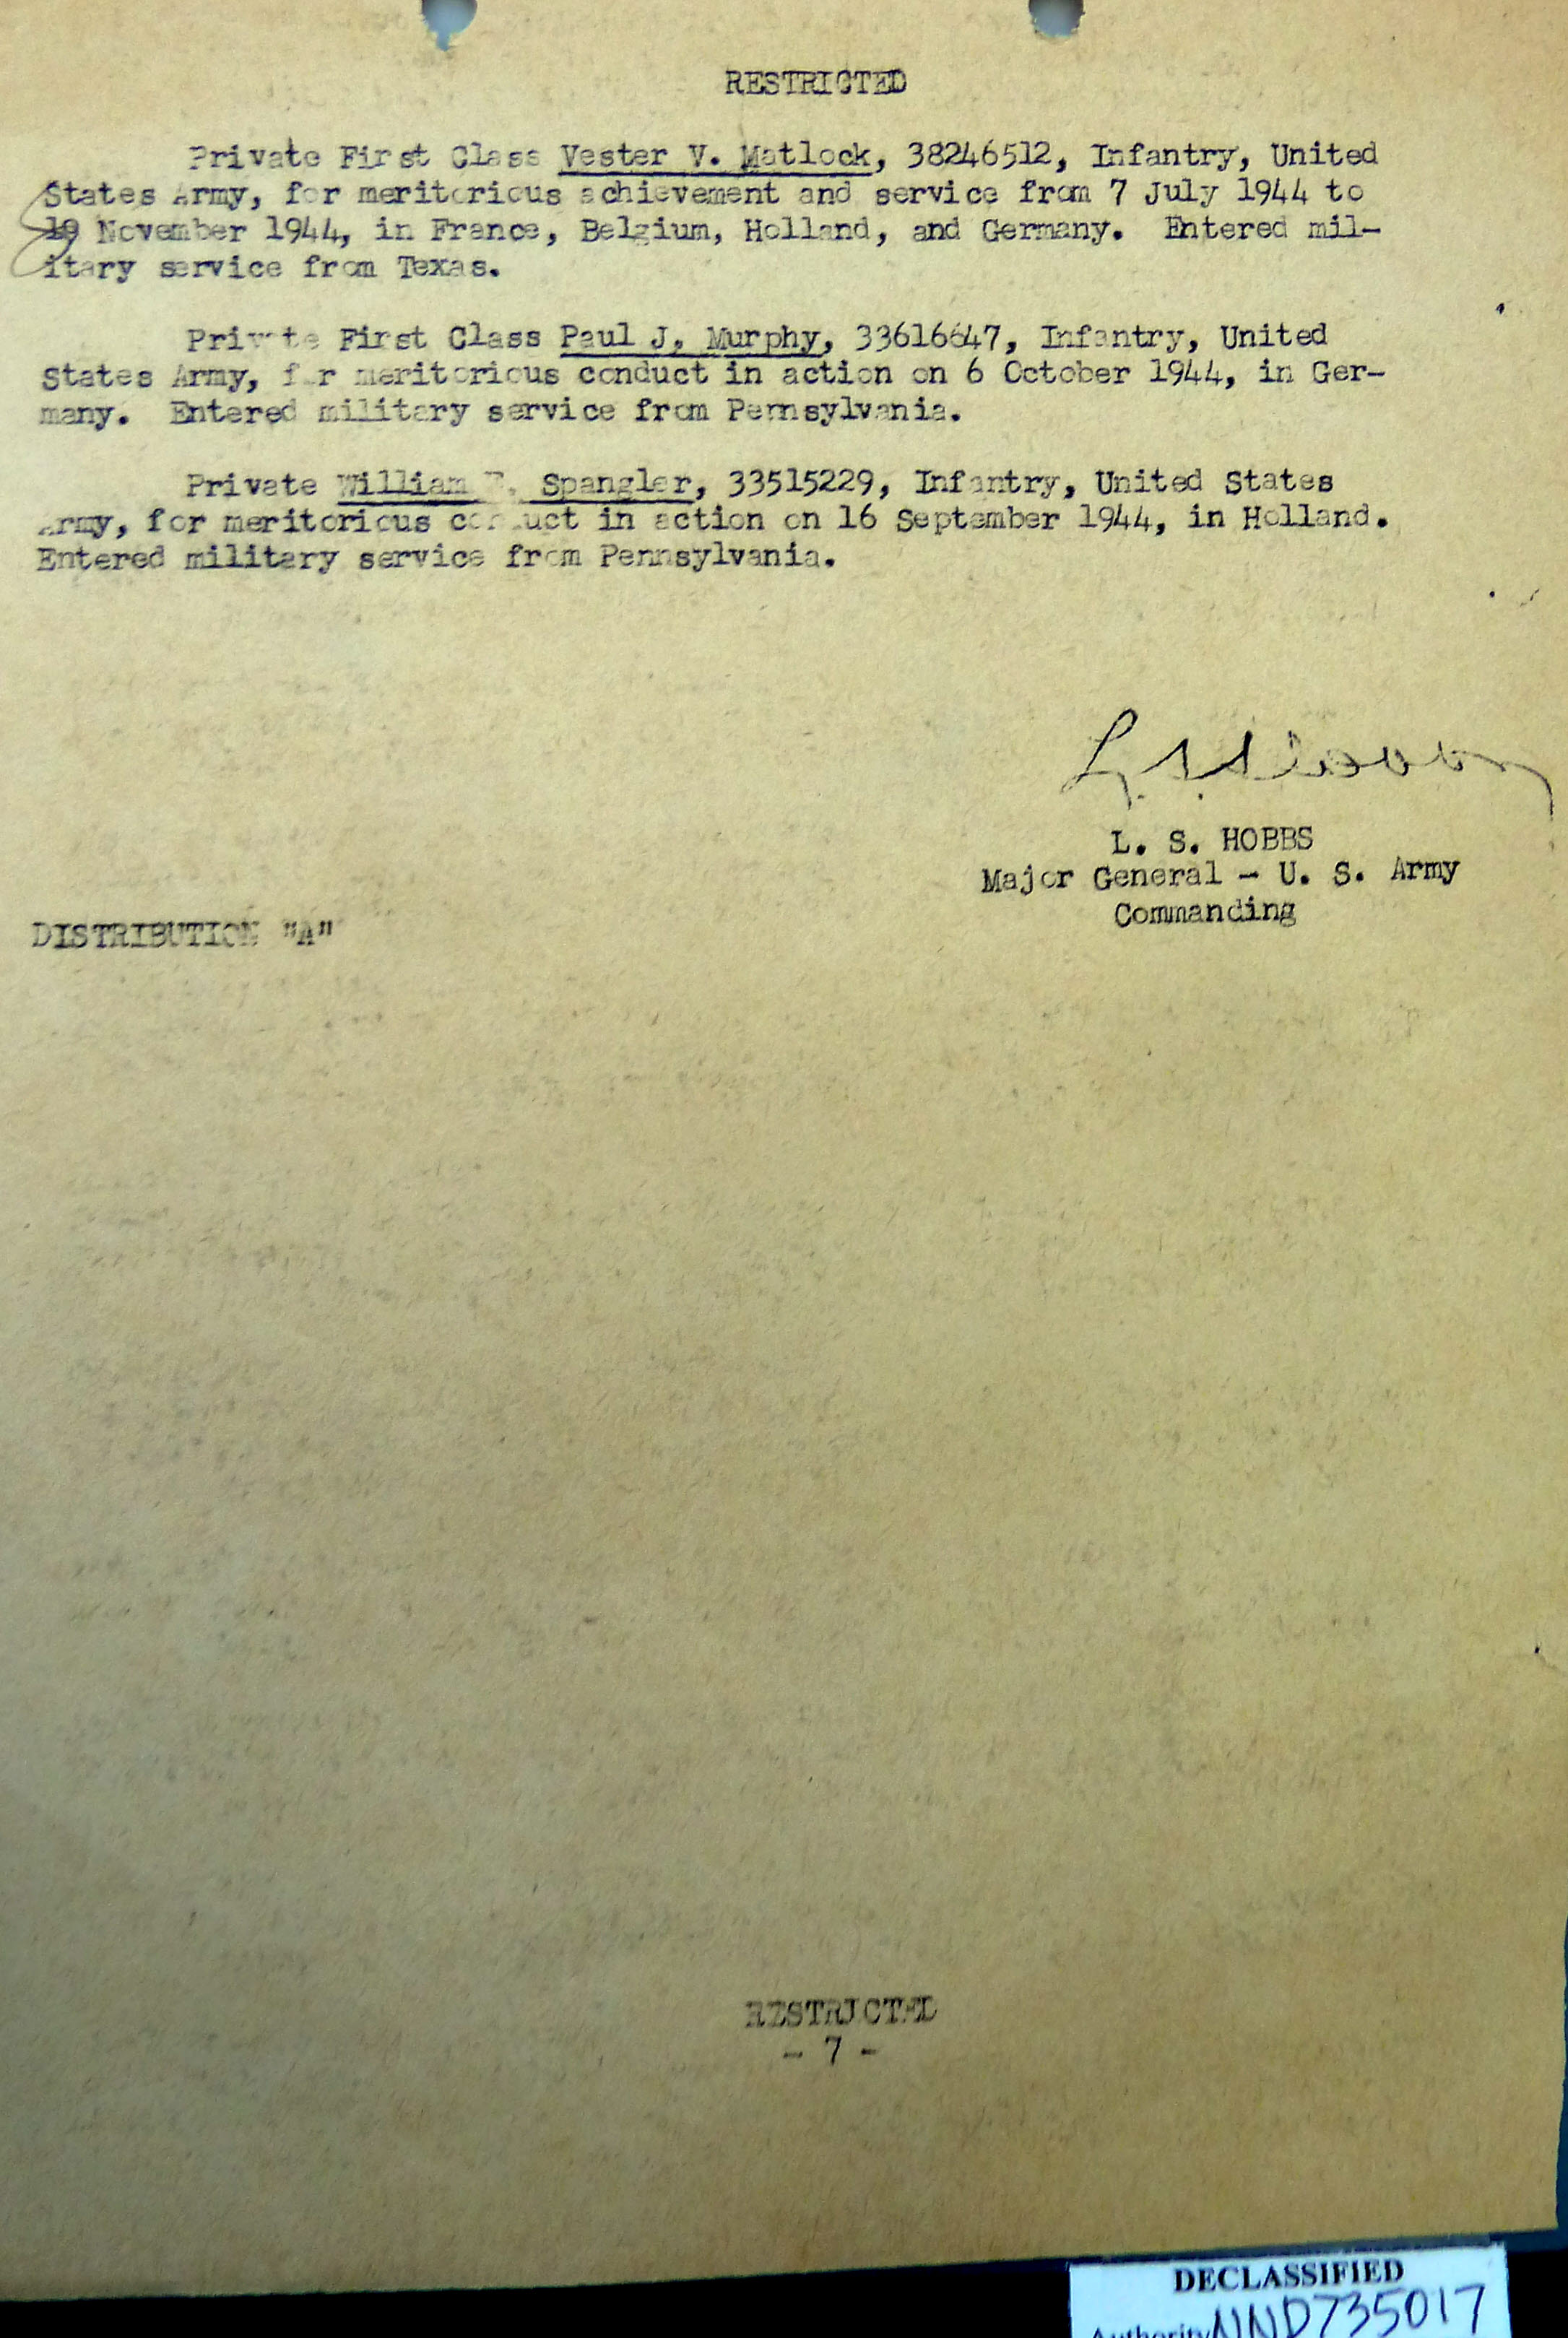 RESTRICTED
Private First Class Vester V. Matlock, 38246512, Infantry, United
States Army, for meritorious achievement and service from 7 July 1944 to
19 November 1944, in France, Belgium, Holland, and Germany. Entered mil-
itary service from Texas.
Private First Class Paul J. Murphy, 33616647, Infantry, United
States Army, for meritorious conduct in action on 6 October 1944, in Ger-
many. Entered military service from Pennsylvania.
Private William Spangler, 33515229, Infantry, United States
Army, for meritorious conduct in action on 16 September 1944, in Holland.
Entered military service from Pennsylvania.
L. S. HOBBS
Major General - U. S. Army
Commanding
DISTRIBUTION "A"
RESTRICTED
- 7 -
DECLASSIFIED
Authority NND735017